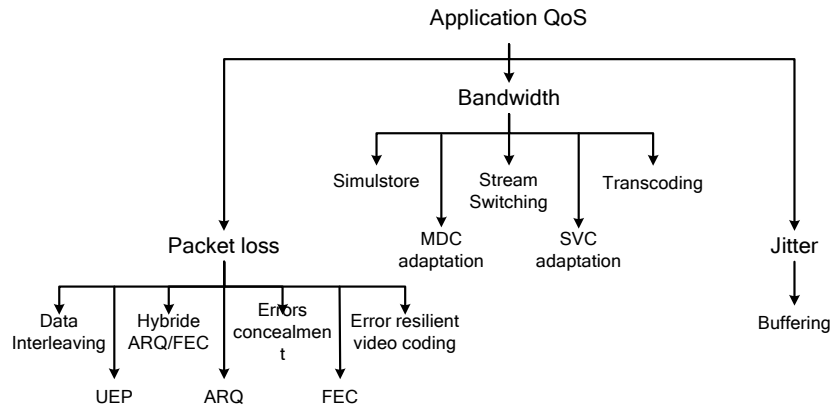 Application QoS
Bandwidth
Simulstore
Stream
Switching
Transcoding
MDC
adaptation
SVC
adaptation
Packet loss
Jitter
Data
Interleaving
Hybride
ARQ/FEC
Errors
concealmen
t
Error resilient
video coding
Buffering
UEP
ARQ
FEC